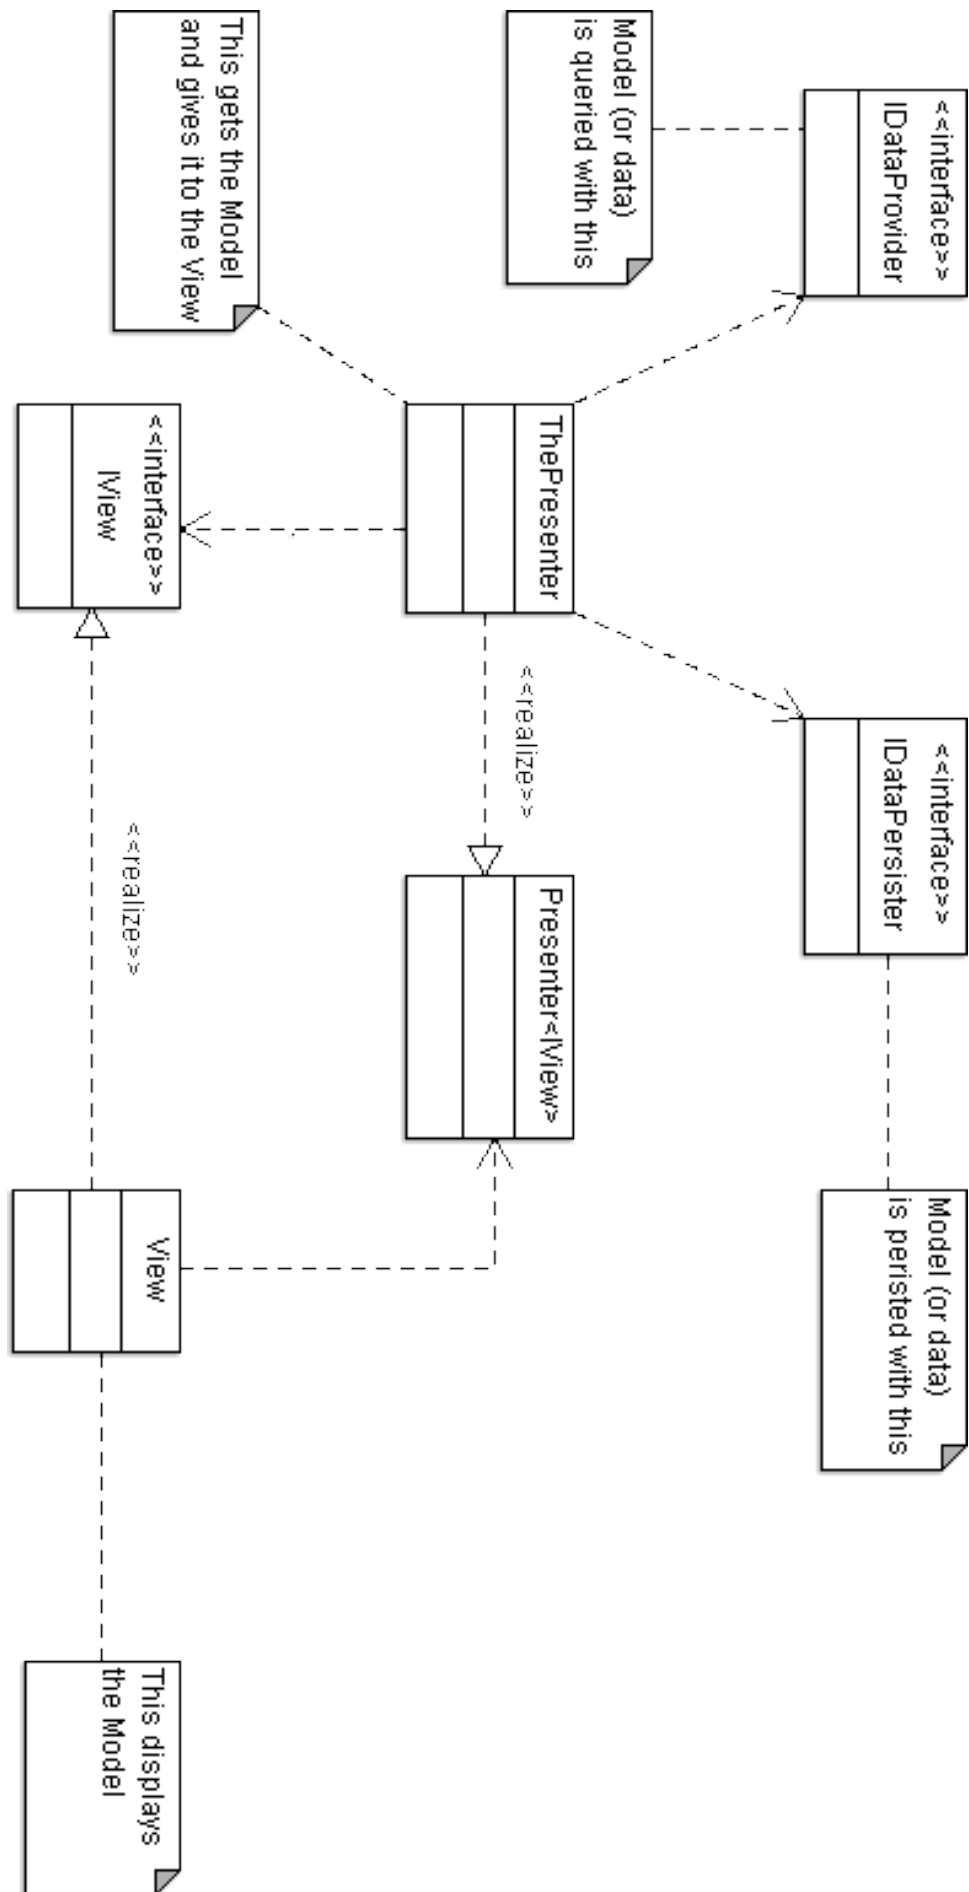 <<interface>>
IDataProvider
<<interface>>
IDataPersister
Model (or data)
is peristed with this
Model (or data)
is queried with this
ThePresenter
<<realize>>
Presenter<IView>
This gets the Model
and gives it to the View
<<interface>>
IView
<<realize>>
View
This displays
the Model